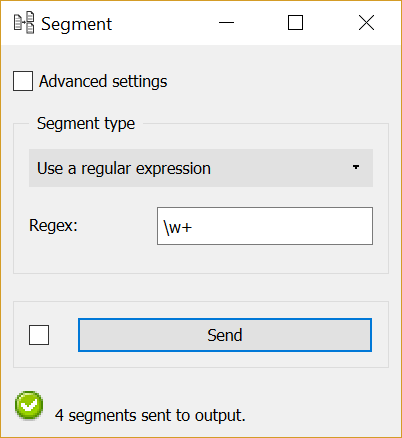 Segment
Advanced settings
Segment type
Use a regular expression
Regex:
\w+
Send
4 segments sent to output.